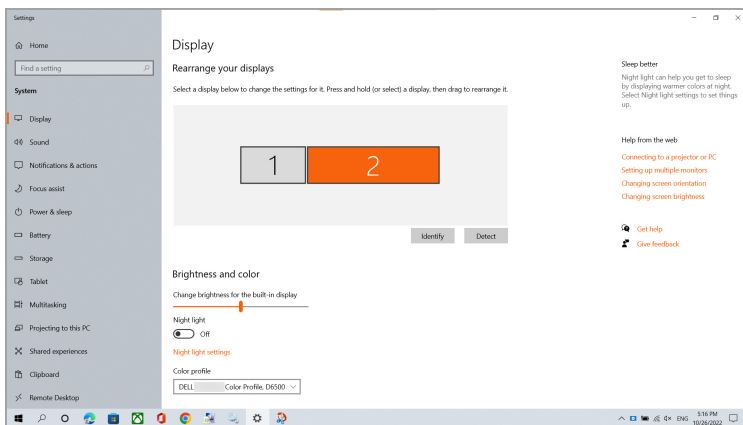 Settings
Home
Find a setting
System
Display
Sound
Notifications & actions
Focus assist
Power & sleep
Battery
Storage
Tablet
Multitasking
Projecting to this PC
Shared experiences
Clipboard
Remote Desktop
Display
Rearrange your displays
Select a display below to change the settings for it. Press and hold (or select) a display, then drag to rearrange it.
1
2
Identify
Detect
Brightness and color
Change brightness for the built-in display
Night light
Off
Night light settings
Color profile
DELL Color Profile, D6500
Sleep better
Night light can help you get to sleep
by displaying warmer colors at night.
Select Night light settings to set things
up.
Help from the web
Connecting to a projector or PC
Setting up multiple monitors
Changing screen orientation
Changing screen brightness
Get help
Give feedback
ENG
5:16 PM
10/26/2022